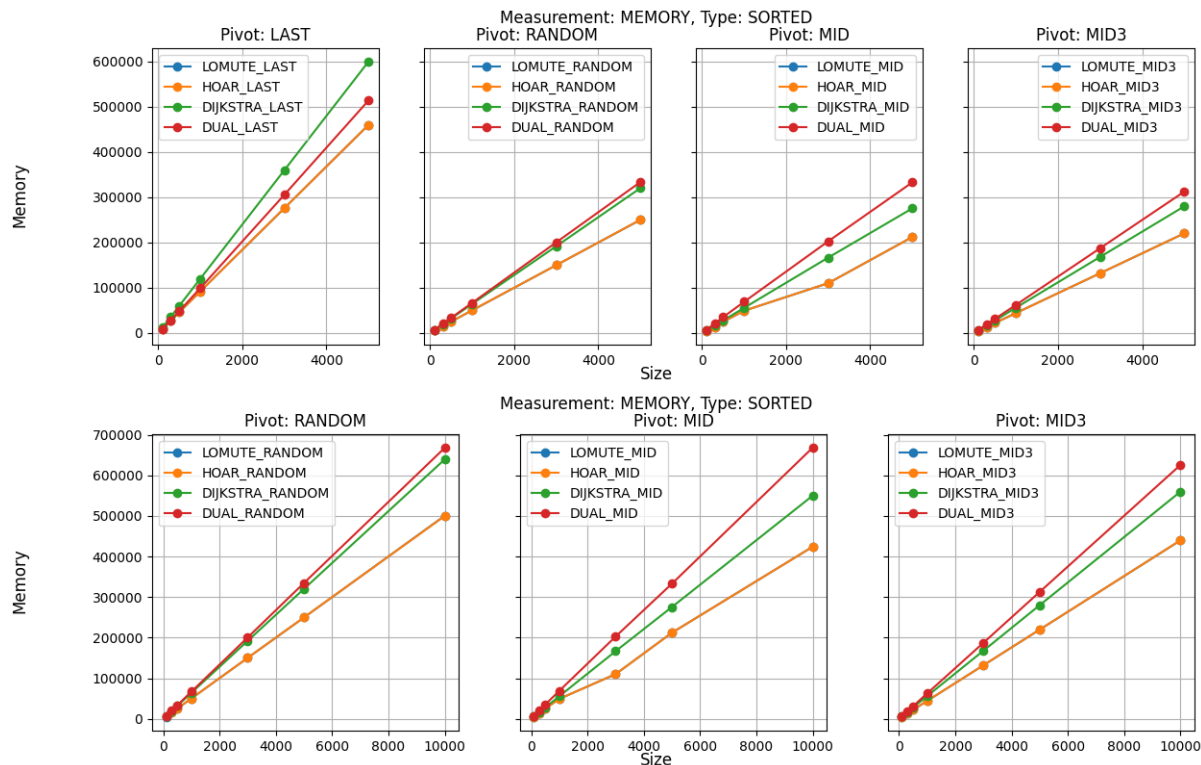 Measurement: MEMORY, Type: SORTED
Pivot: LAST
Pivot: RANDOM
Pivot: MID
Pivot: MID3
Memory
600000
500000
400000
300000
200000
100000
0
LOMUTE_LAST
HOAR_LAST
DIJKSTRA_LAST
DUAL_LAST
0 2000 4000
LOMUTE_RANDOM
HOAR_RANDOM
DIJKSTRA_RANDOM
DUAL_RANDOM
0 2000 4000
LOMUTE_MID
HOAR_MID
DIJKSTRA_MID
DUAL_MID
0 2000 4000
LOMUTE_MID3
HOAR_MID3
DIJKSTRA_MID3
DUAL_MID3
0 2000 4000
Size
Measurement: MEMORY, Type: SORTED
Pivot: RANDOM
Pivot: MID
Pivot: MID3
Memory
700000
600000
500000
400000
300000
200000
100000
0
LOMUTE_RANDOM
HOAR_RANDOM
DIJKSTRA_RANDOM
DUAL_RANDOM
0 2000 4000 6000 8000 10000
LOMUTE_MID
HOAR_MID
DIJKSTRA_MID
DUAL_MID
0 2000 4000 6000 8000 10000
LOMUTE_MID3
HOAR_MID3
DIJKSTRA_MID3
DUAL_MID3
0 2000 4000 6000 8000 10000
Size